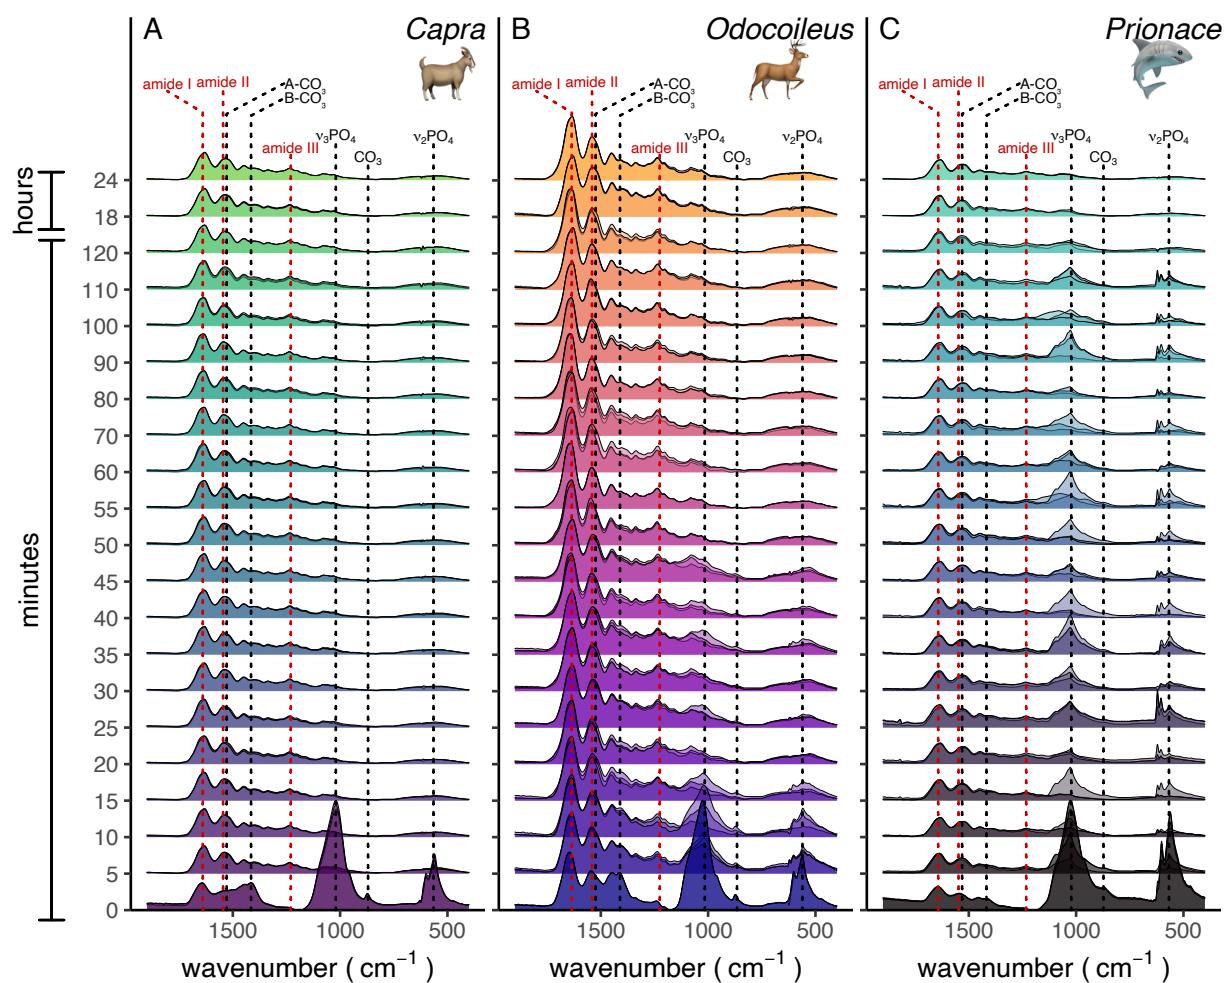 A
Capra
amide I
amide II
A-CO3
B-CO3
amide III
ν3PO4
CO3
ν2PO4
B
Odocoileus
amide I
amide II
A-CO3
B-CO3
amide III
ν3PO4
CO3
ν2PO4
C
Prionace
amide I
amide II
A-CO3
B-CO3
amide III
ν3PO4
CO3
ν2PO4
hours
24
18
minutes
120
110
100
90
80
70
60
55
50
45
40
35
30
25
20
15
10
5
0
1500 1000 500
1500 1000 500
1500 1000 500
wavenumber ( cm−1 )
wavenumber ( cm−1 )
wavenumber ( cm−1 )